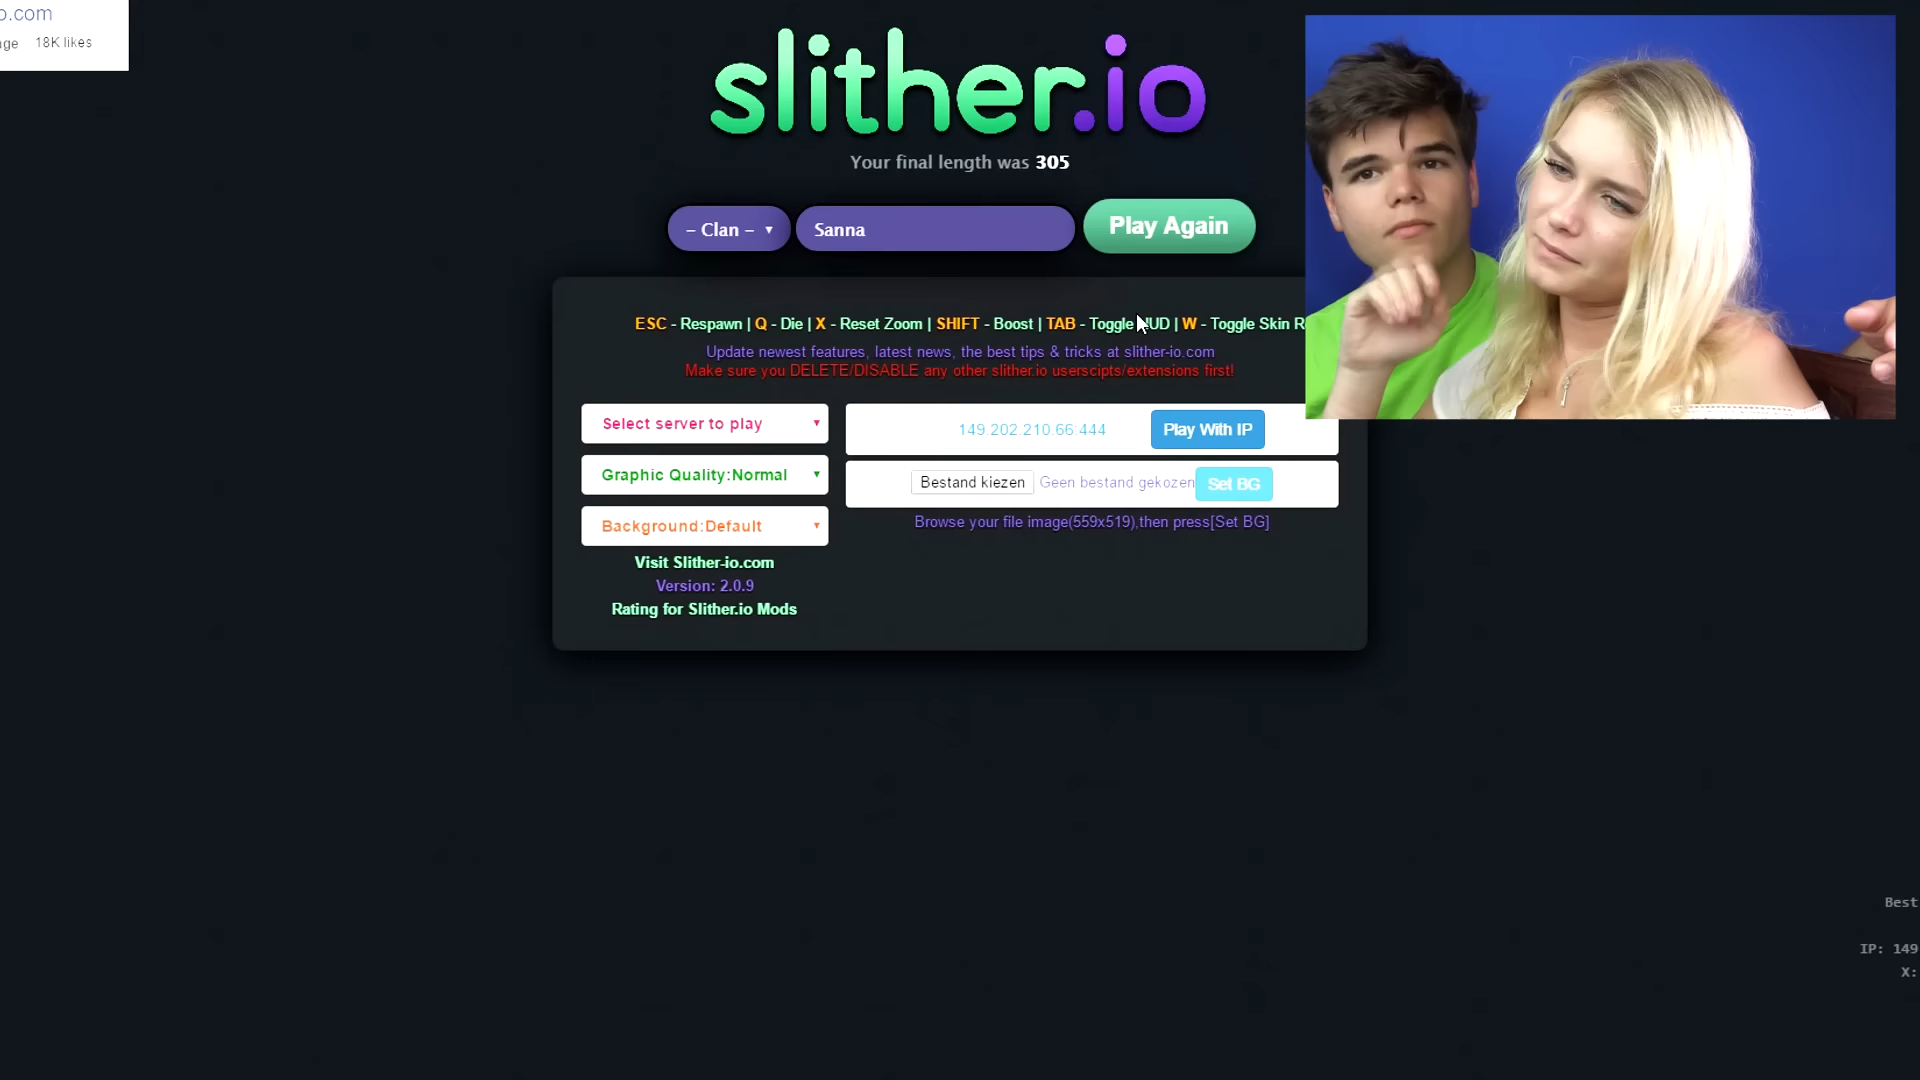 o.com
ge 18K likes
slither.io
Your final length was 305
– Clan – ▼ Sanna Play Again
ESC - Respawn | Q - Die | X - Reset Zoom | SHIFT - Boost | TAB - Toggle HUD | W - Toggle Skin R
Update newest features, latest news, the best tips & tricks at slither-io.com
Make sure you DELETE/DISABLE any other slither.io userscipts/extensions first!
Select server to play
149.202.210.66:444 Play With IP
Graphic Quality:Normal
Bestand kiezen Geen bestand gekozen Set BG
Background:Default
Browse your file image(559x519),then press[Set BG]
Visit Slither-io.com
Version: 2.0.9
Rating for Slither.io Mods
Best
IP: 149
X: